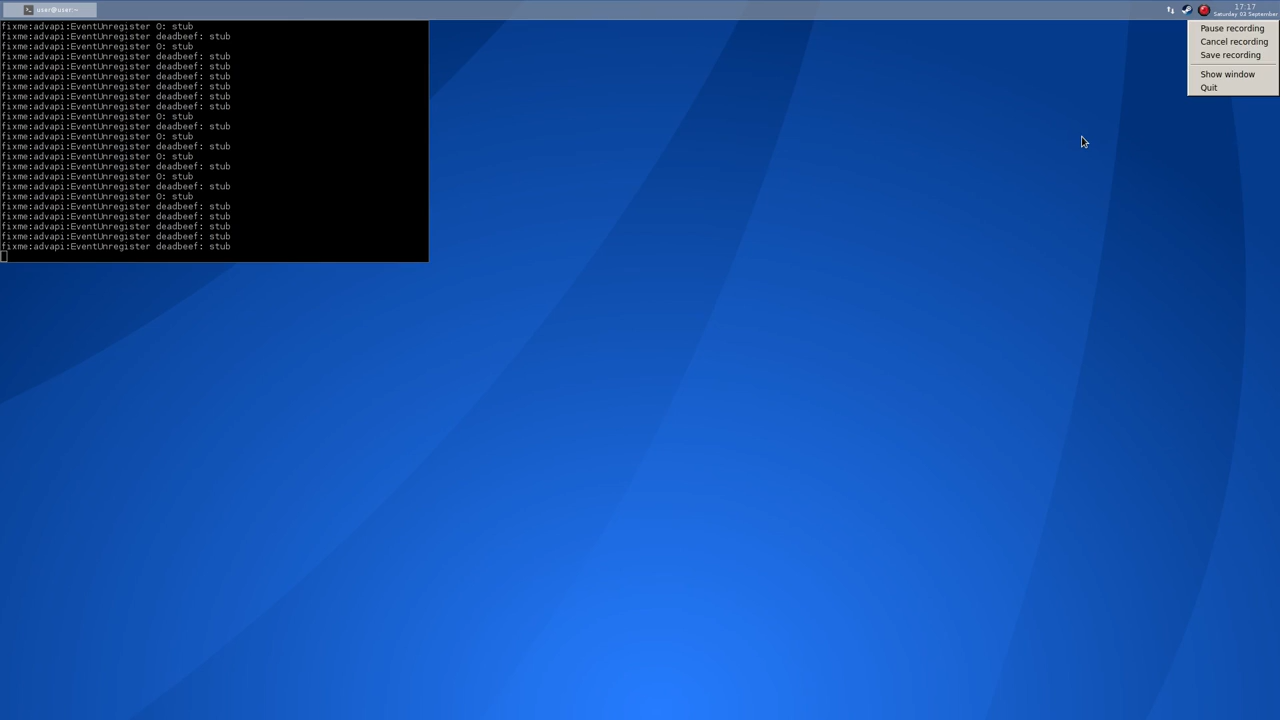 user@user:~
17:17
Saturday 02 September
fixme:advapi:EventUnregister 0: stub
fixme:advapi:EventUnregister deadbeef: stub
fixme:advapi:EventUnregister 0: stub
fixme:advapi:EventUnregister deadbeef: stub
fixme:advapi:EventUnregister deadbeef: stub
fixme:advapi:EventUnregister deadbeef: stub
fixme:advapi:EventUnregister deadbeef: stub
fixme:advapi:EventUnregister deadbeef: stub
fixme:advapi:EventUnregister deadbeef: stub
fixme:advapi:EventUnregister 0: stub
fixme:advapi:EventUnregister deadbeef: stub
fixme:advapi:EventUnregister 0: stub
fixme:advapi:EventUnregister deadbeef: stub
fixme:advapi:EventUnregister 0: stub
fixme:advapi:EventUnregister deadbeef: stub
fixme:advapi:EventUnregister 0: stub
fixme:advapi:EventUnregister deadbeef: stub
fixme:advapi:EventUnregister 0: stub
fixme:advapi:EventUnregister deadbeef: stub
fixme:advapi:EventUnregister deadbeef: stub
fixme:advapi:EventUnregister deadbeef: stub
fixme:advapi:EventUnregister deadbeef: stub
fixme:advapi:EventUnregister deadbeef: stub
Pause recording
Cancel recording
Save recording
Show window
Quit